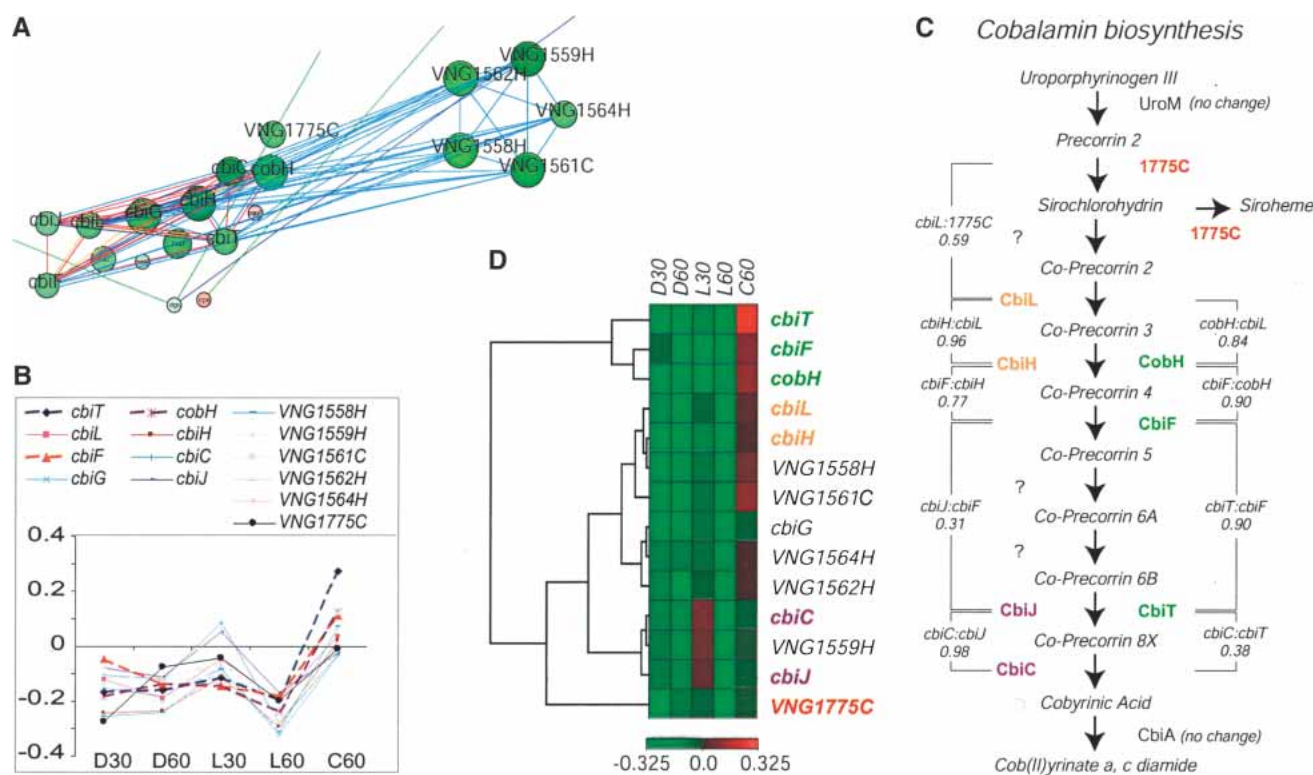 A
VNG1559H
VNG1562H
VNG1564H
VNG1775C
VNG1558H
VNG1561C
cbiC
cobH
cbiH
cbiG
cbiJ
cbiL
cbiT
cbiF
B
cbiT
cobH
VNG1558H
cbiL
cbiH
VNG1559H
cbiF
cbiC
VNG1561C
cbiG
cbiJ
VNG1562H
VNG1564H
VNG1775C
0.4
0.2
0
-0.2
-0.4
D30 D60 L30 L60 C60
C Cobalamin biosynthesis
Uroporphyrinogen III
UroM (no change)
Precorrin 2
1775C
Sirochlorohydrin
Siroheme
1775C
cbiL:1775C
0.59
?
Co-Precorrin 2
CbiL
cbiH:cbiL
0.96
Co-Precorrin 3
cobH:cbiL
0.84
CbiH
CobH
cbiF:cbiH
0.77
Co-Precorrin 4
cbiF:cobH
0.90
CbiF
Co-Precorrin 5
?
cbiJ:cbiF
0.31
Co-Precorrin 6A
cbiT:cbiF
0.90
?
Co-Precorrin 6B
CbiJ
CbiT
cbiC:cbiJ
0.98
Co-Precorrin 8X
cbiC:cbiT
0.38
CbiC
Cobyrinic Acid
CbiA (no change)
Cob(II)yrinate a, c diamide
D
D30 D60 L30 L60 C60
cbiT
cbiF
cobH
cbiL
cbiH
VNG1558H
VNG1561C
cbiG
VNG1564H
VNG1562H
cbiC
VNG1559H
cbiJ
VNG1775C
-0.325 0.0 0.325